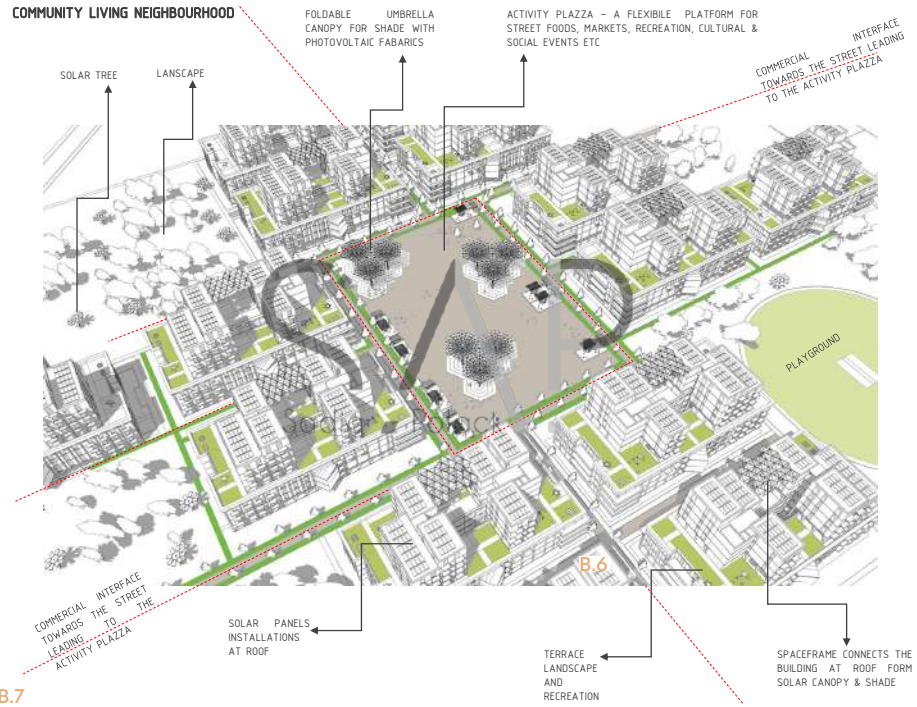 COMMUNITY LIVING NEIGHBOURHOOD
FOLDABLE UMBRELLA
CANOPY FOR SHADE WITH
PHOTOVOLTAIC FABARICS
ACTIVITY PLAZZA – A FLEXIBILE PLATFORM FOR
STREET FOODS, MARKETS, RECREATION, CULTURAL &
SOCIAL EVENTS ETC
COMMERCIAL INTERFACE
TOWARDS THE STREET LEADING
TO THE ACTIVITY PLAZZA
SOLAR TREE
LANSCAPE
PLAYGROUND
SAP
B.6
COMMERCIAL INTERFACE
TOWARDS THE STREET
LEADING TO THE
ACTIVITY PLAZZA
SOLAR PANELS
INSTALLATIONS
AT ROOF
TERRACE
LANDSCAPE
AND
RECREATION
SPACEFRAME CONNECTS THE
BUILDING AT ROOF FORM
SOLAR CANOPY & SHADE
B.7